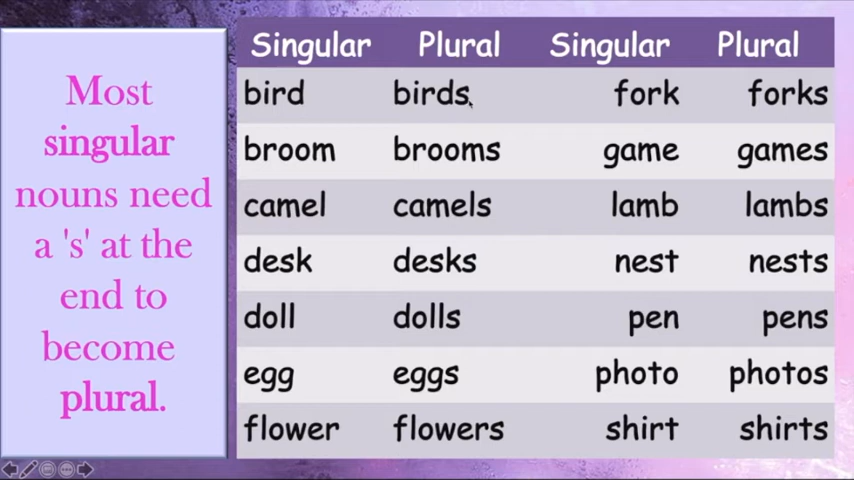 Most
singular
nouns need
a 's' at the
end to
become
plural.
Singular Plural Singular Plural
bird birds fork forks
broom brooms game games
camel camels lamb lambs
desk desks nest nests
doll dolls pen pens
egg eggs photo photos
flower flowers shirt shirts